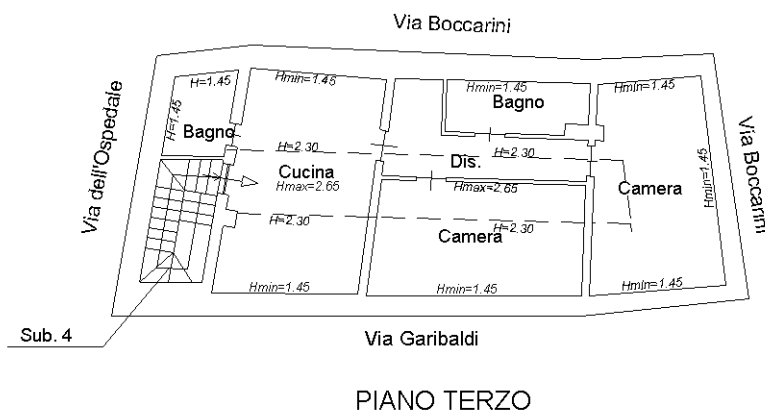 Via Boccarini
Via dell'Ospedale
H=1.45
H=1.45
Bagno
Hmin=1.45
H=2.30
Cucina
Hmax=2.65
H=2.30
Hmin=1.45
Hmin=1.45
Bagno
H=2.30
Dis.
Hmax=2.65
Camera
H=2.30
Hmin=1.45
Hmin=1.45
Camera
Hmin=1.45
Hmin=1.45
Via Boccarini
Sub. 4
Via Garibaldi
PIANO TERZO